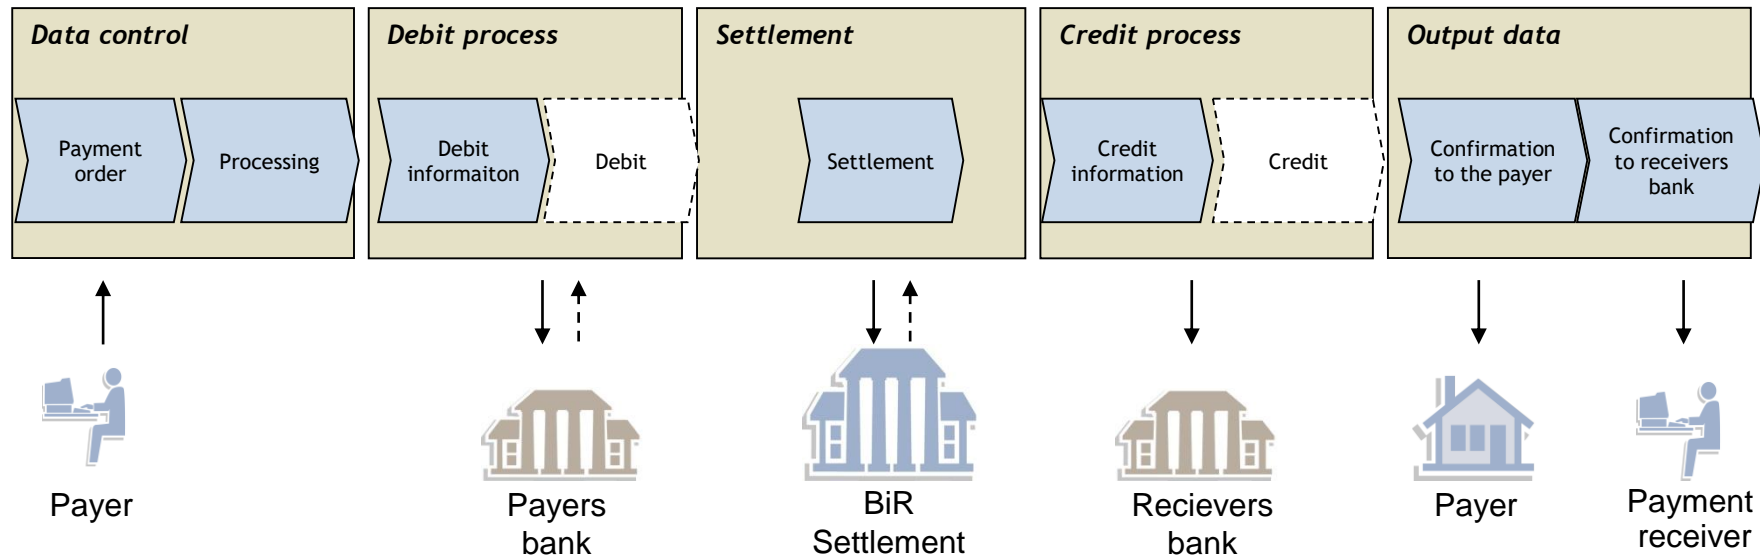 Data control
Debit process
Settlement
Credit process
Output data
Payment
order
Processing
Debit
informaiton
Debit
Settlement
Credit
information
Credit
Confirmation
to the payer
Confirmation
to receivers
bank
Payer
Payers
bank
BiR
Settlement
Recievers
bank
Payer
Payment
receiver